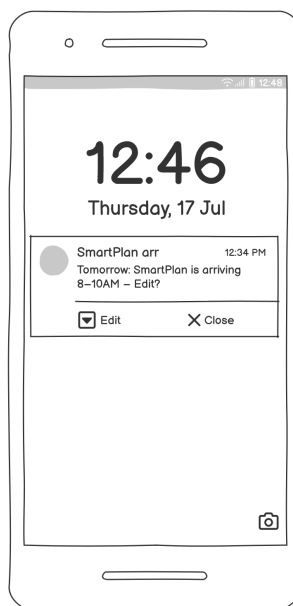 12:48
12:46
Thursday, 17 Jul
SmartPlan arr 12:34 PM
Tomorrow: SmartPlan is arriving
8–10AM – Edit?
Edit Close